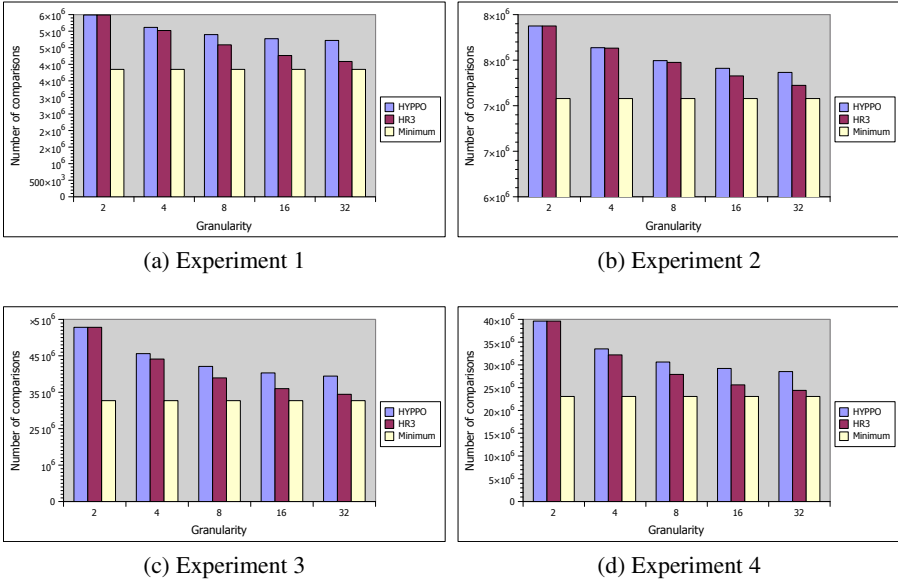 Number of comparisons
6×10⁶
5×10⁶
5×10⁶
4×10⁶
4×10⁶
3×10⁶
3×10⁶
2×10⁶
2×10⁶
10⁶
500×10³
0
2 4 8 16 32
Granularity
HYPPO
HR3
Minimum
(a) Experiment 1
Number of comparisons
8×10⁶
8×10⁶
7×10⁶
7×10⁶
6×10⁶
2 4 8 16 32
Granularity
HYPPO
HR3
Minimum
(b) Experiment 2
Number of comparisons
×510⁶
4510⁶
3510⁶
2510⁶
10⁶
0
2 4 8 16 32
Granularity
HYPPO
HR3
Minimum
(c) Experiment 3
Number of comparisons
40×10⁶
35×10⁶
30×10⁶
25×10⁶
20×10⁶
15×10⁶
10×10⁶
5×10⁶
0
2 4 8 16 32
Granularity
HYPPO
HR3
Minimum
(d) Experiment 4